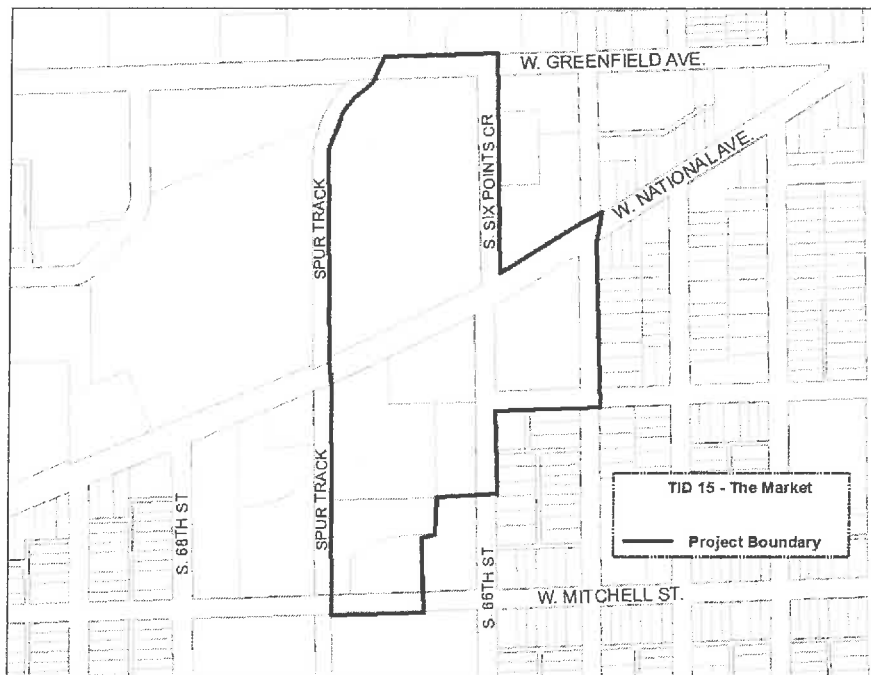 W. GREENFIELD AVE.
S. SIX POINTS CR
W. NATIONAL AVE.
SPUR TRACK
SPUR TRACK
S. 68TH ST
S. 66TH ST
TID 15 - The Market
Project Boundary
W. MITCHELL ST.